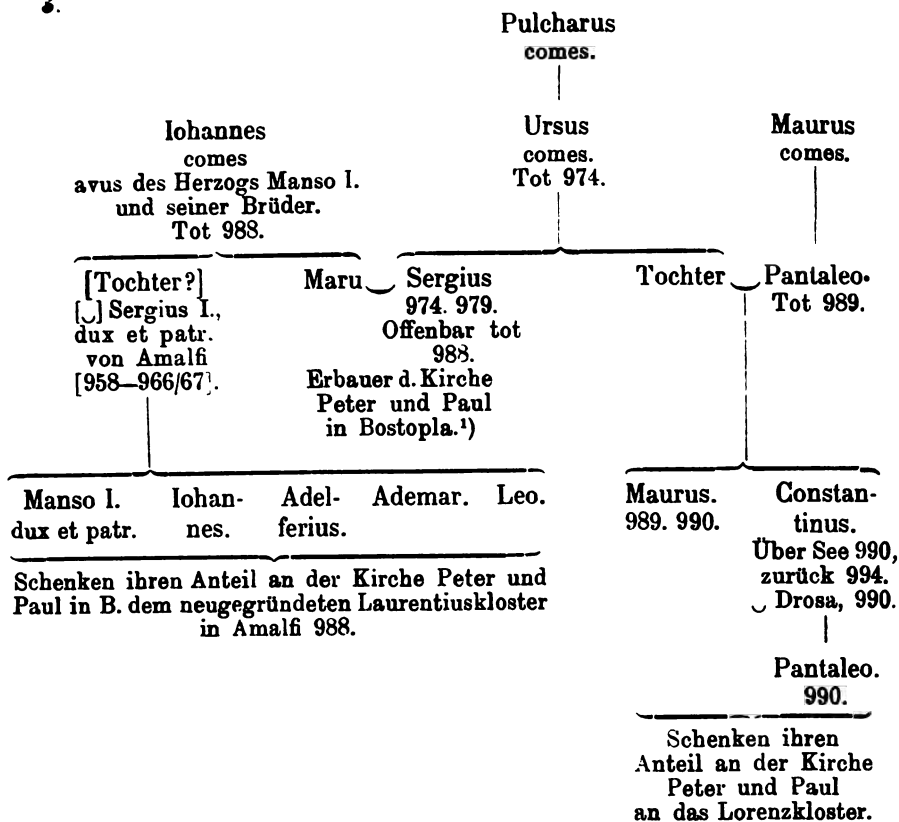 3.
Pulcharus
comes.
Iohannes
comes
avus des Herzogs Manso I.
und seiner Brüder.
Tot 988.
Ursus
comes.
Tot 974.
Maurus
comes.
[Tochter?]
[◡] Sergius I.,
dux et patr.
von Amalfi
[958—966/67].
Maru ◡ Sergius
974. 979.
Offenbar tot
988.
Erbauer d. Kirche
Peter und Paul
in Bostopla.¹)
Tochter ◡ Pantaleo.
Tot 989.
Manso I.
dux et patr.
Iohan-
nes.
Adel-
ferius.
Ademar.
Leo.
Schenken ihren Anteil an der Kirche Peter und
Paul in B. dem neugegründeten Laurentiuskloster
in Amalfi 988.
Maurus.
989. 990.
Constan-
tinus.
Über See 990,
zurück 994.
◡ Drosa, 990.
Pantaleo.
990.
Schenken ihren
Anteil an der Kirche
Peter und Paul
an das Lorenzkloster.